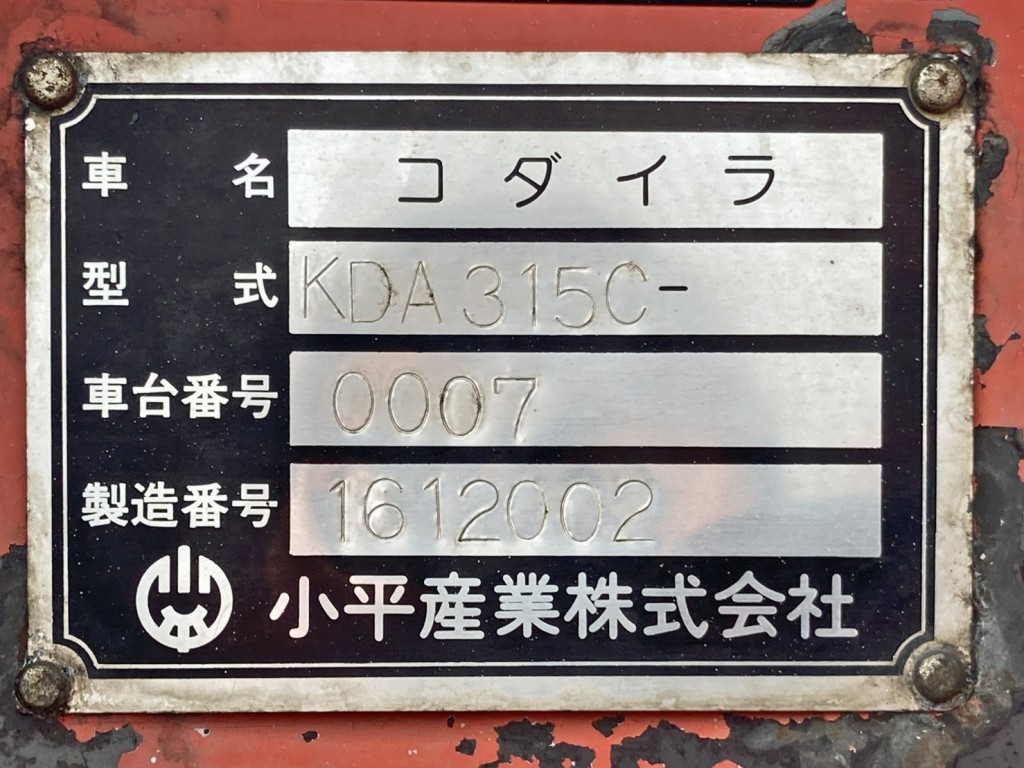 車名 コダイラ
型式 KDA315C-
車台番号 0007
製造番号 1612002
小平産業株式会社